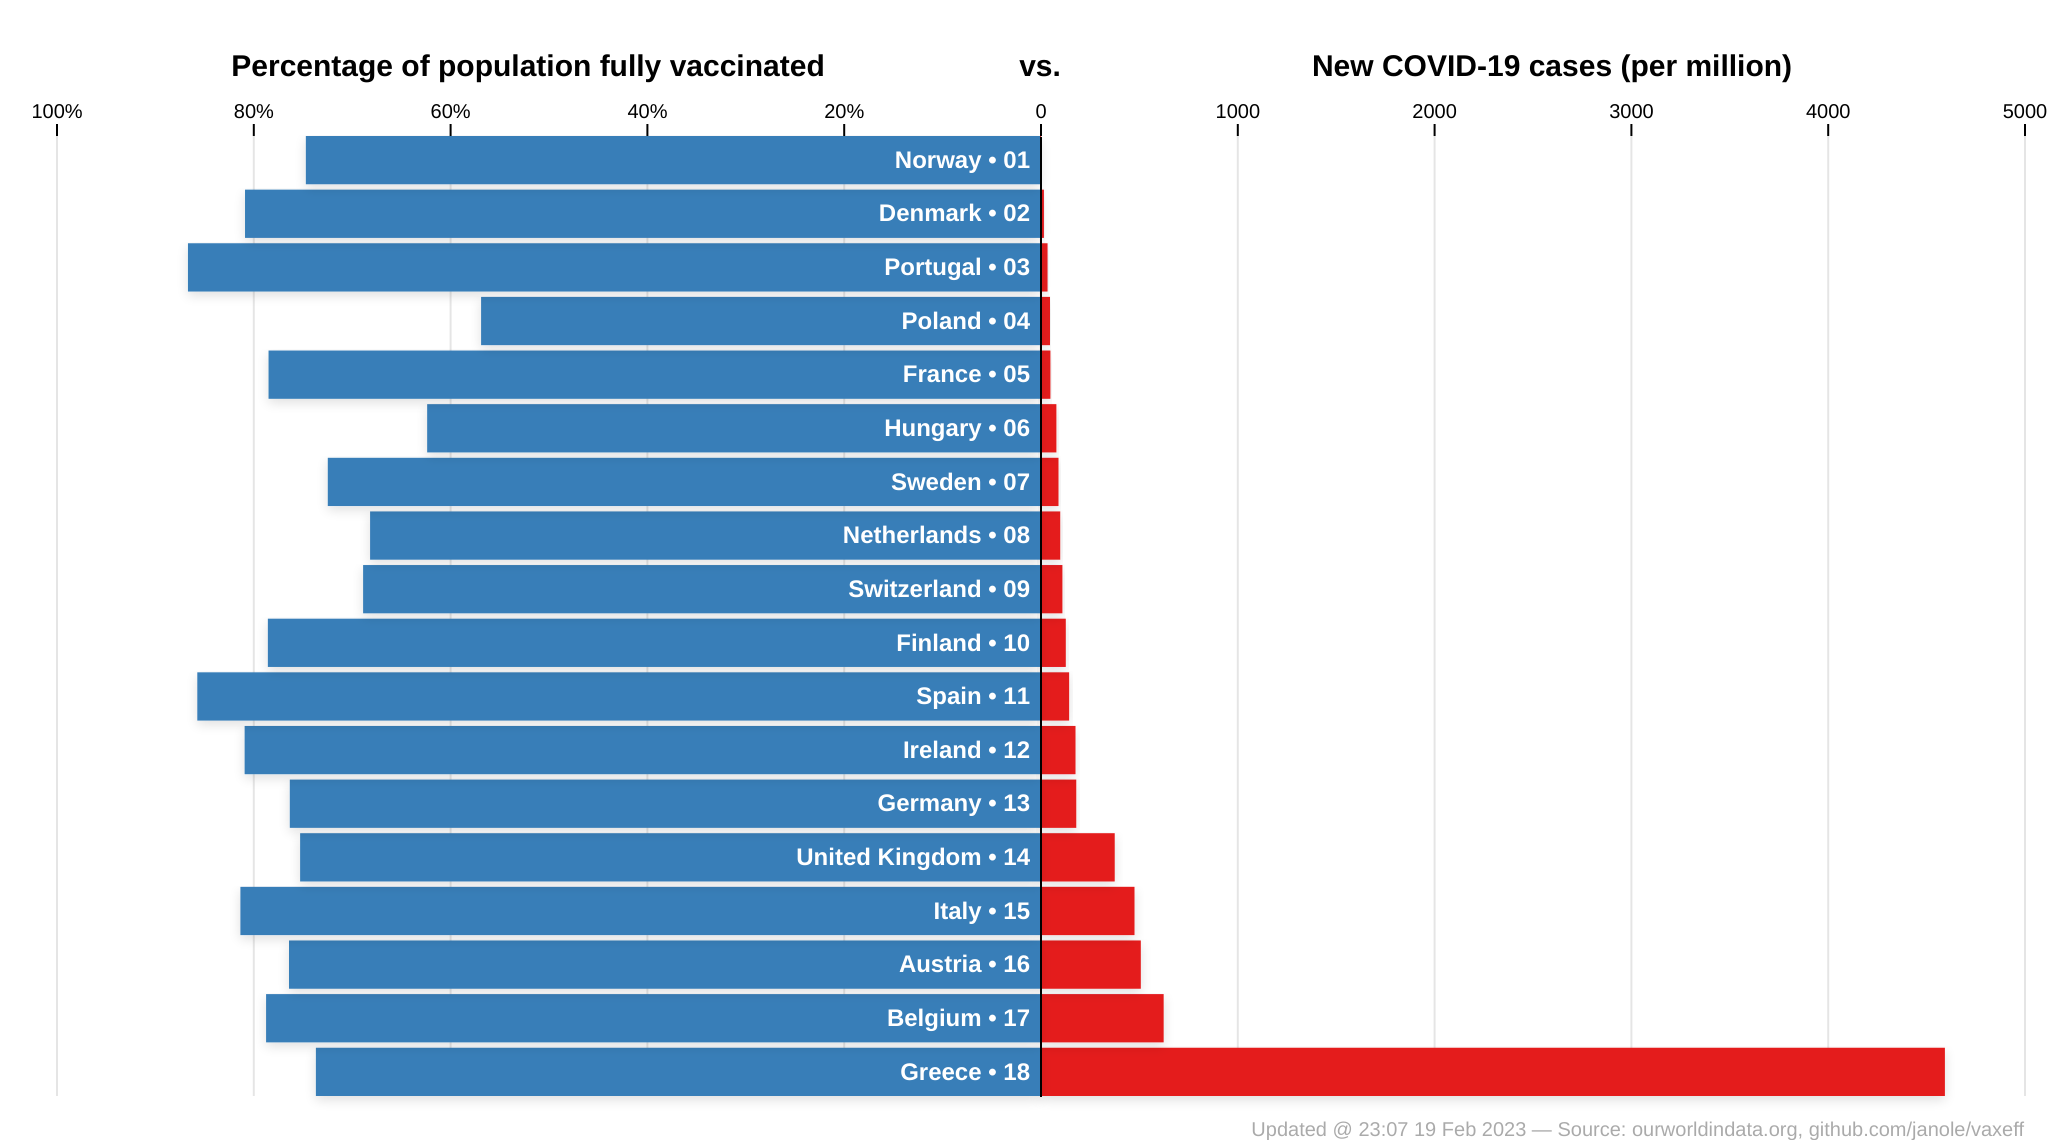 Percentage of population fully vaccinated vs. New COVID-19 cases (per million)
100% 80% 60% 40% 20% 0 1000 2000 3000 4000 5000
Norway • 01
Denmark • 02
Portugal • 03
Poland • 04
France • 05
Hungary • 06
Sweden • 07
Netherlands • 08
Switzerland • 09
Finland • 10
Spain • 11
Ireland • 12
Germany • 13
United Kingdom • 14
Italy • 15
Austria • 16
Belgium • 17
Greece • 18
Updated @ 23:07 19 Feb 2023 — Source: ourworldindata.org, github.com/janole/vaxeff